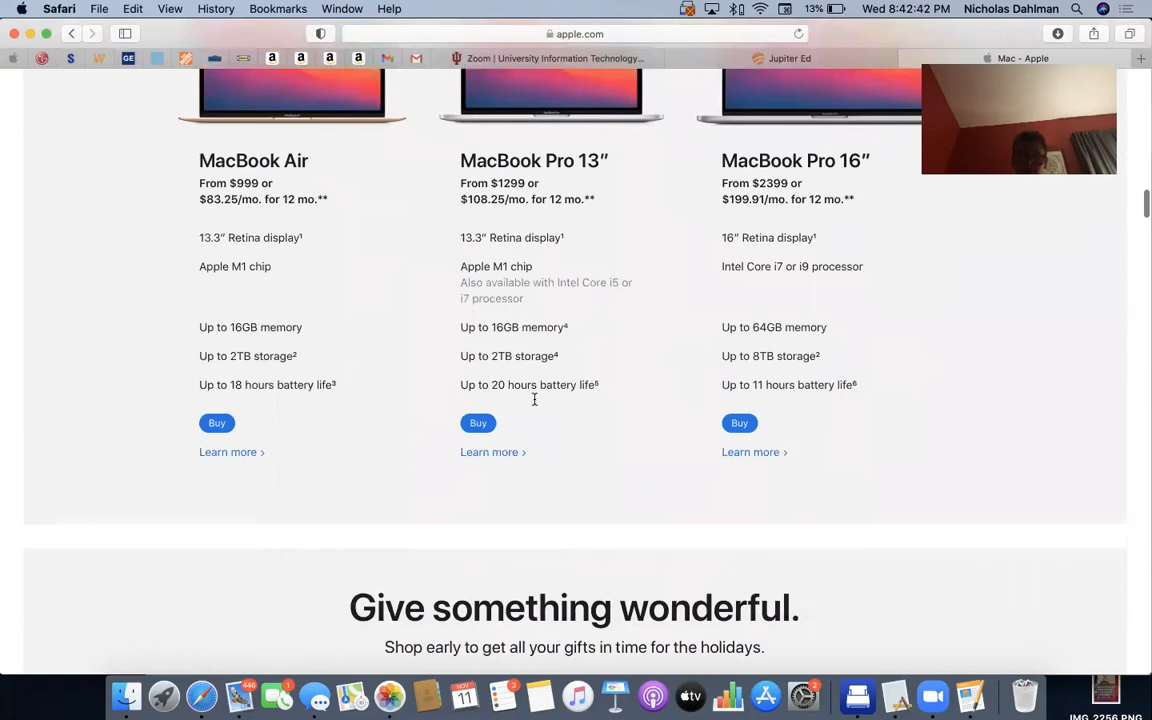 Safari File Edit View History Bookmarks Window Help 13% Wed 8:42:42 PM Nicholas Dahlman
apple.com
Zoom | University Information Technology... Jupiter Ed Mac - Apple
MacBook Air
From $999 or
$83.25/mo. for 12 mo.**
13.3” Retina display¹
Apple M1 chip
Up to 16GB memory
Up to 2TB storage²
Up to 18 hours battery life³
Buy
Learn more >
MacBook Pro 13”
From $1299 or
$108.25/mo. for 12 mo.**
13.3” Retina display¹
Apple M1 chip
Also available with Intel Core i5 or
i7 processor
Up to 16GB memory⁴
Up to 2TB storage⁴
Up to 20 hours battery life⁵
Buy
Learn more >
MacBook Pro 16”
From $2399 or
$199.91/mo. for 12 mo.**
16” Retina display¹
Intel Core i7 or i9 processor
Up to 64GB memory
Up to 8TB storage²
Up to 11 hours battery life⁶
Buy
Learn more >
Give something wonderful.
Shop early to get all your gifts in time for the holidays.
446 1 NOV 11 3 tv 2
IMG_2256.PNG